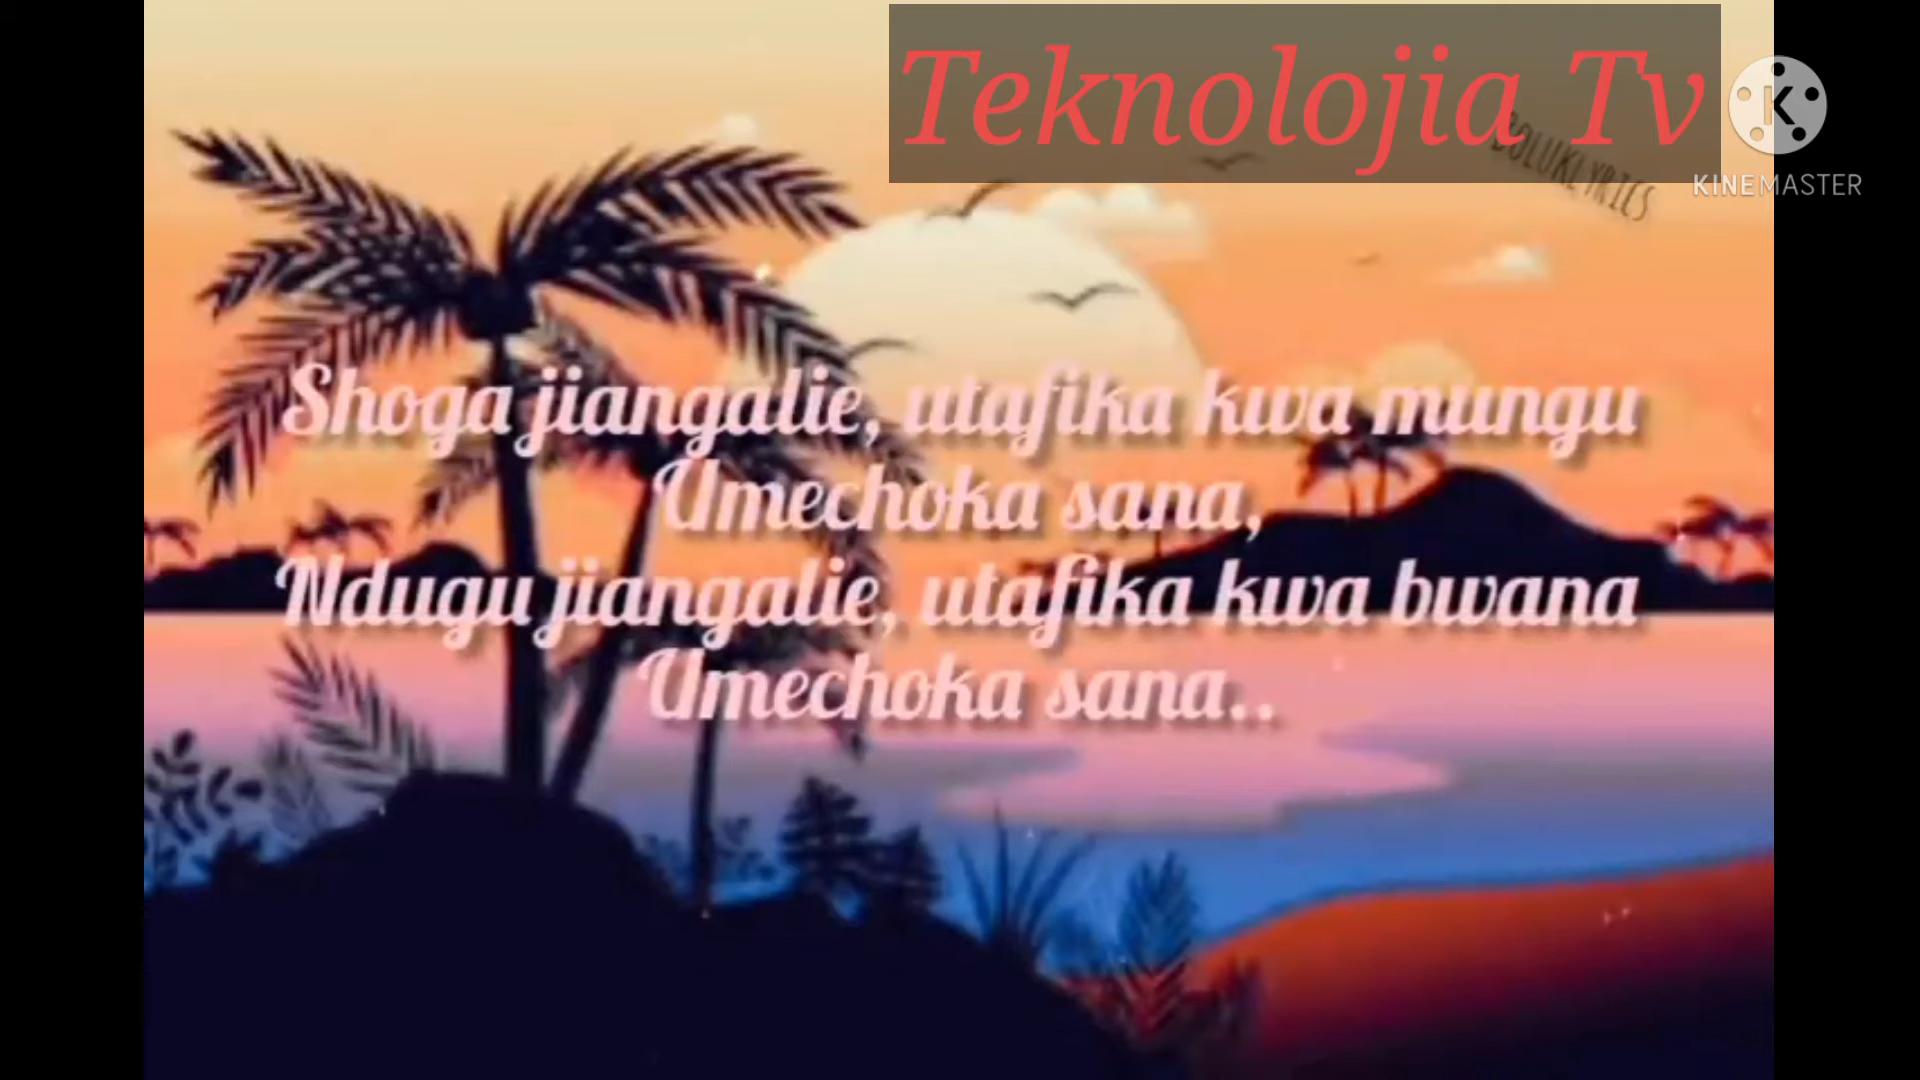 Teknolojia Tv
KINEMASTER
Shoga jiangalie, utafika kwa mungu
Umechoka sana,
Ndugu jiangalie, utafika kwa bwana
Umechoka sana..